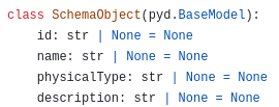 class SchemaObject(pyd.BaseModel):
    id: str | None = None
    name: str | None = None
    physicalType: str | None = None
    description: str | None = None